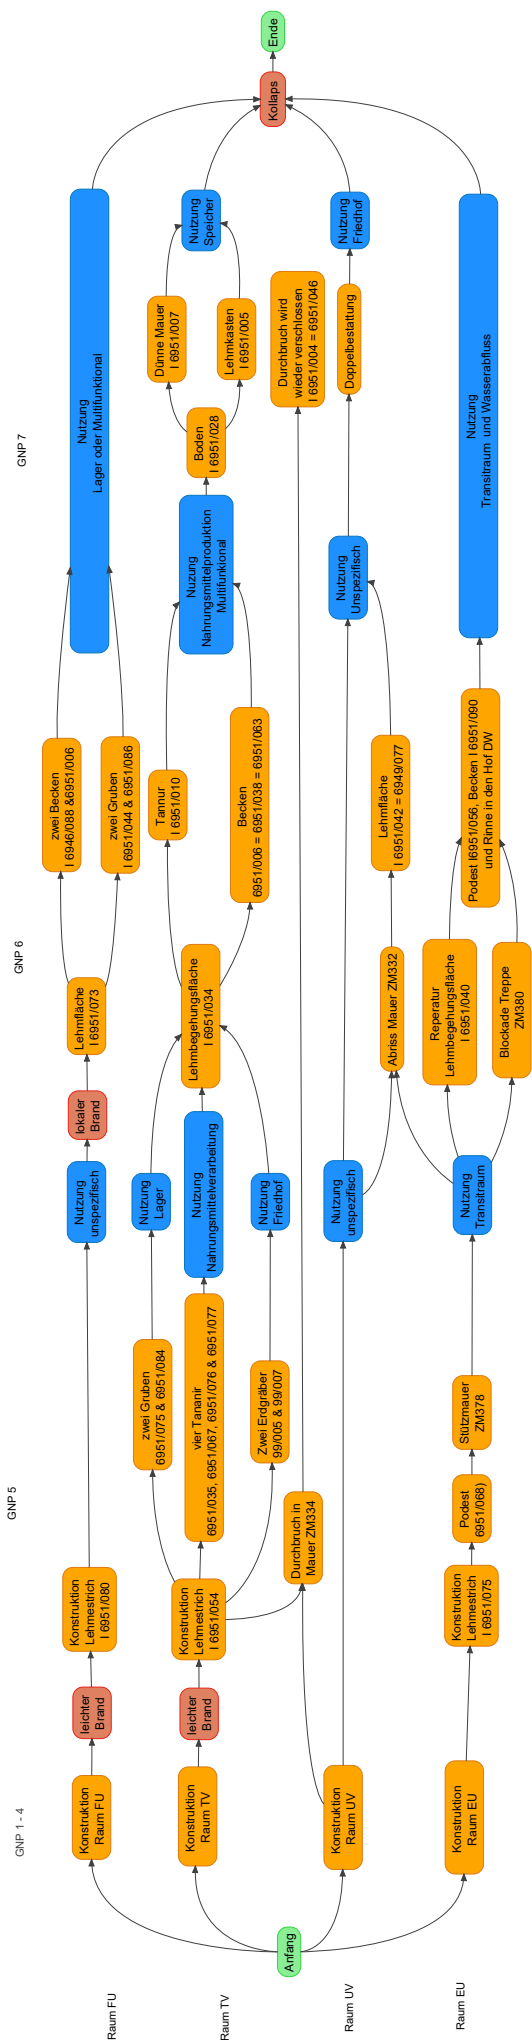 GNP 1 - 4
GNP 5
GNP 6
GNP 7
Raum FU
Raum TV
Raum UV
Raum EU
Anfang
Konstruktion
Raum FU
leichter
Brand
Konstruktion
Lehmestrich
I 6951/080
Nutzung
unspezifisch
lokaler
Brand
Lehmfläche
I 6951/073
zwei Becken
I 6946/088 &6951/006
zwei Gruben
I 6951/044 & 6951/086
Nutzung
Lager oder Multifunktional
Konstruktion
Raum TV
leichter
Brand
Konstruktion
Lehmestrich
I 6951/054
zwei Gruben
6951/075 & 6951/084
vier Tananir
6951/035, 6951/067, 6951/076 & 6951/077
Zwei Erdgräber
99/005 & 99/007
Nutzung
Lager
Nutzung
Nahrungsmittelverarbeitung
Nutzung
Friedhof
Lehmbegehungsfläche
I 6951/034
Tannur
I 6951/010
Becken
6951/006 = 6951/038 = 6951/063
Nuzung
Nahrungsmittelproduktion
Multifunkional
Boden
I 6951/028
Dünne Mauer
I 6951/007
Lehmkasten
I 6951/005
Nutzung
Speicher
Durchbruch in
Mauer ZM334
Durchbruch wird
wieder verschlossen
I 6951/004 = 6951/046
Konstruktion
Raum UV
Nutzung
unspezifisch
Abriss Mauer ZM332
Lehmfläche
I 6951/042 = 6949/077
Nutzung
Unspezifisch
Doppelbestattung
Nutzung
Friedhof
Konstruktion
Raum EU
Konstruktion
Lehmestrich
I 6951/075
Podest
6951/068)
Stützmauer
ZM378
Nutzung
Transitraum
Reperatur
Lehmbegehungsfläche
I 6951/040
Blockade Treppe
ZM380
Podest I6951/056, Becken I 6951/090
und Rinne in den Hof DW
Nutzung
Transitraum und Wasserabfluss
Kollaps
Ende